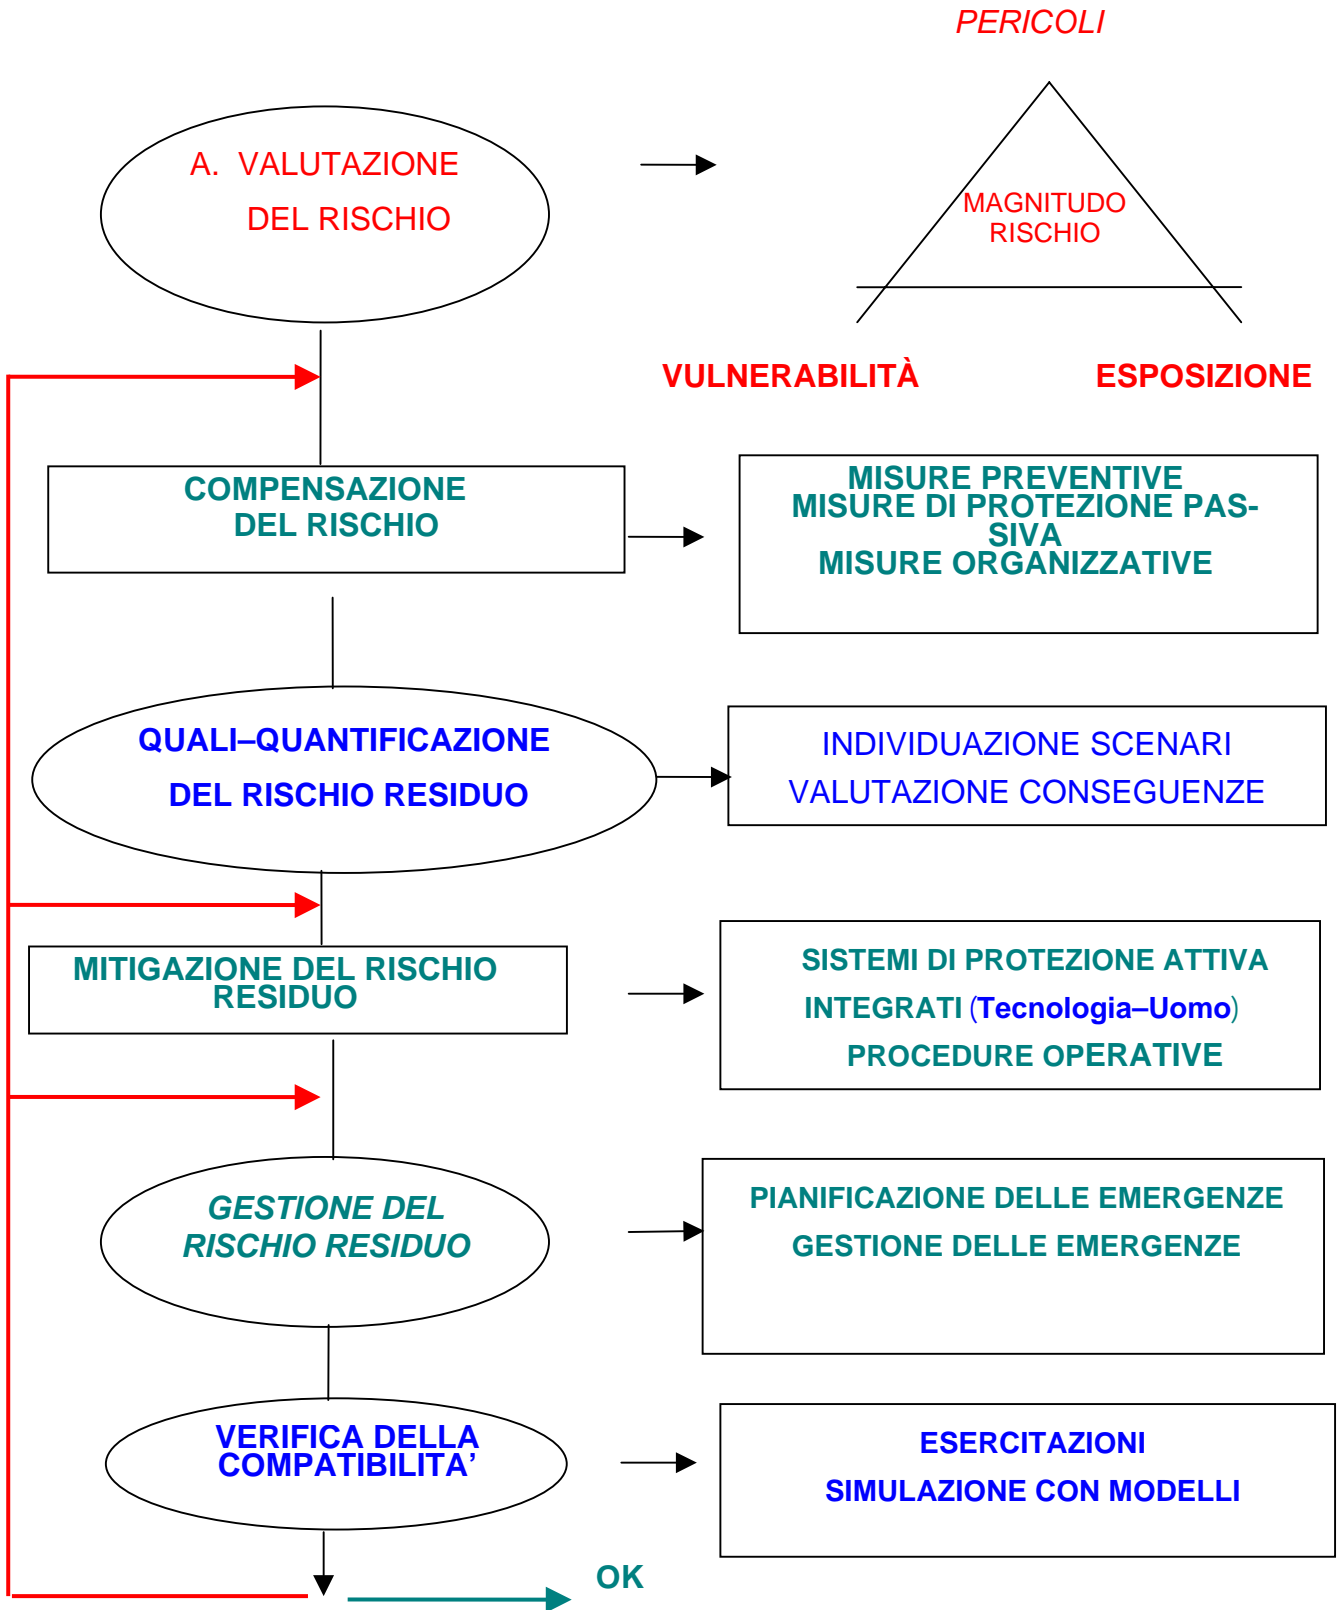 PERICOLI
A. VALUTAZIONE
DEL RISCHIO
MAGNITUDO
RISCHIO
VULNERABILITÀ
ESPOSIZIONE
COMPENSAZIONE
DEL RISCHIO
MISURE PREVENTIVE
MISURE DI PROTEZIONE PAS-
SIVA
MISURE ORGANIZZATIVE
QUALI–QUANTIFICAZIONE
DEL RISCHIO RESIDUO
INDIVIDUAZIONE SCENARI
VALUTAZIONE CONSEGUENZE
MITIGAZIONE DEL RISCHIO
RESIDUO
SISTEMI DI PROTEZIONE ATTIVA
INTEGRATI (Tecnologia–Uomo)
PROCEDURE OPERATIVE
GESTIONE DEL
RISCHIO RESIDUO
PIANIFICAZIONE DELLE EMERGENZE
GESTIONE DELLE EMERGENZE
VERIFICA DELLA
COMPATIBILITA’
ESERCITAZIONI
SIMULAZIONE CON MODELLI
OK